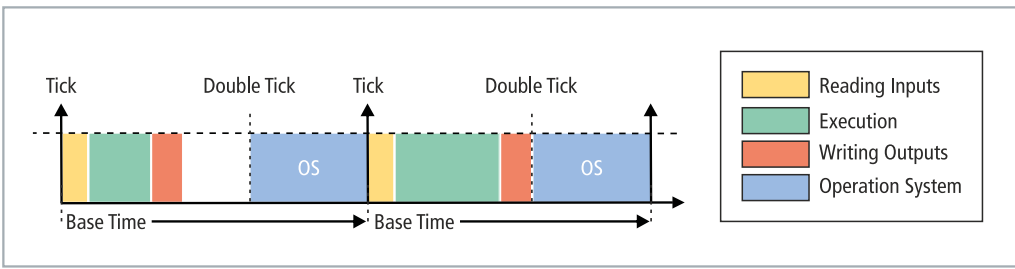 Tick
Double Tick
Tick
Double Tick
OS
OS
Base Time
Base Time
Reading Inputs
Execution
Writing Outputs
Operation System